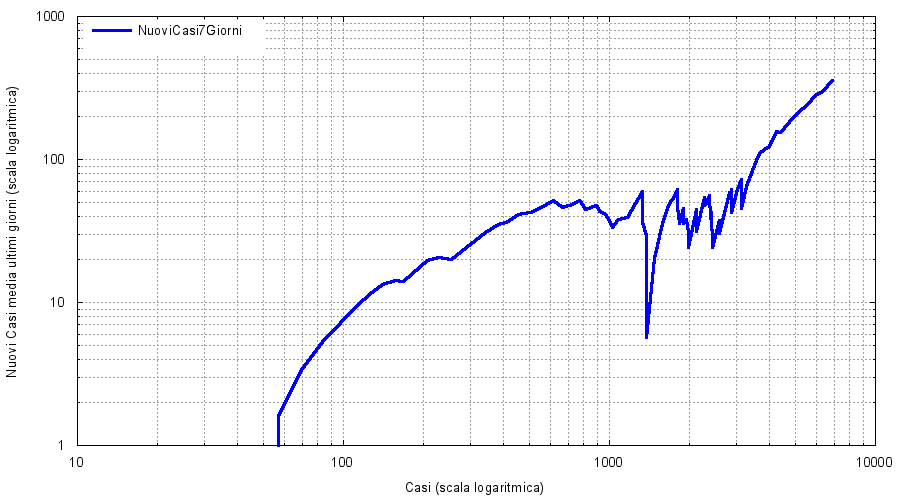 NuoviCasi7Giorni
1000
100
10
1
Nuovi Casi media ultimi giorni (scala logaritmica)
10 100 1000 10000
Casi (scala logaritmica)